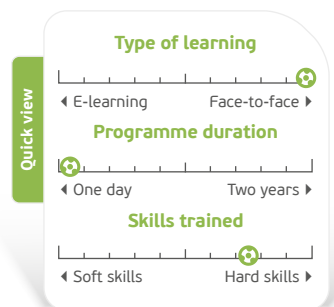 Quick view
Type of learning
◄ E-learning Face-to-face ►
Programme duration
◄ One day Two years ►
Skills trained
◄ Soft skills Hard skills ►